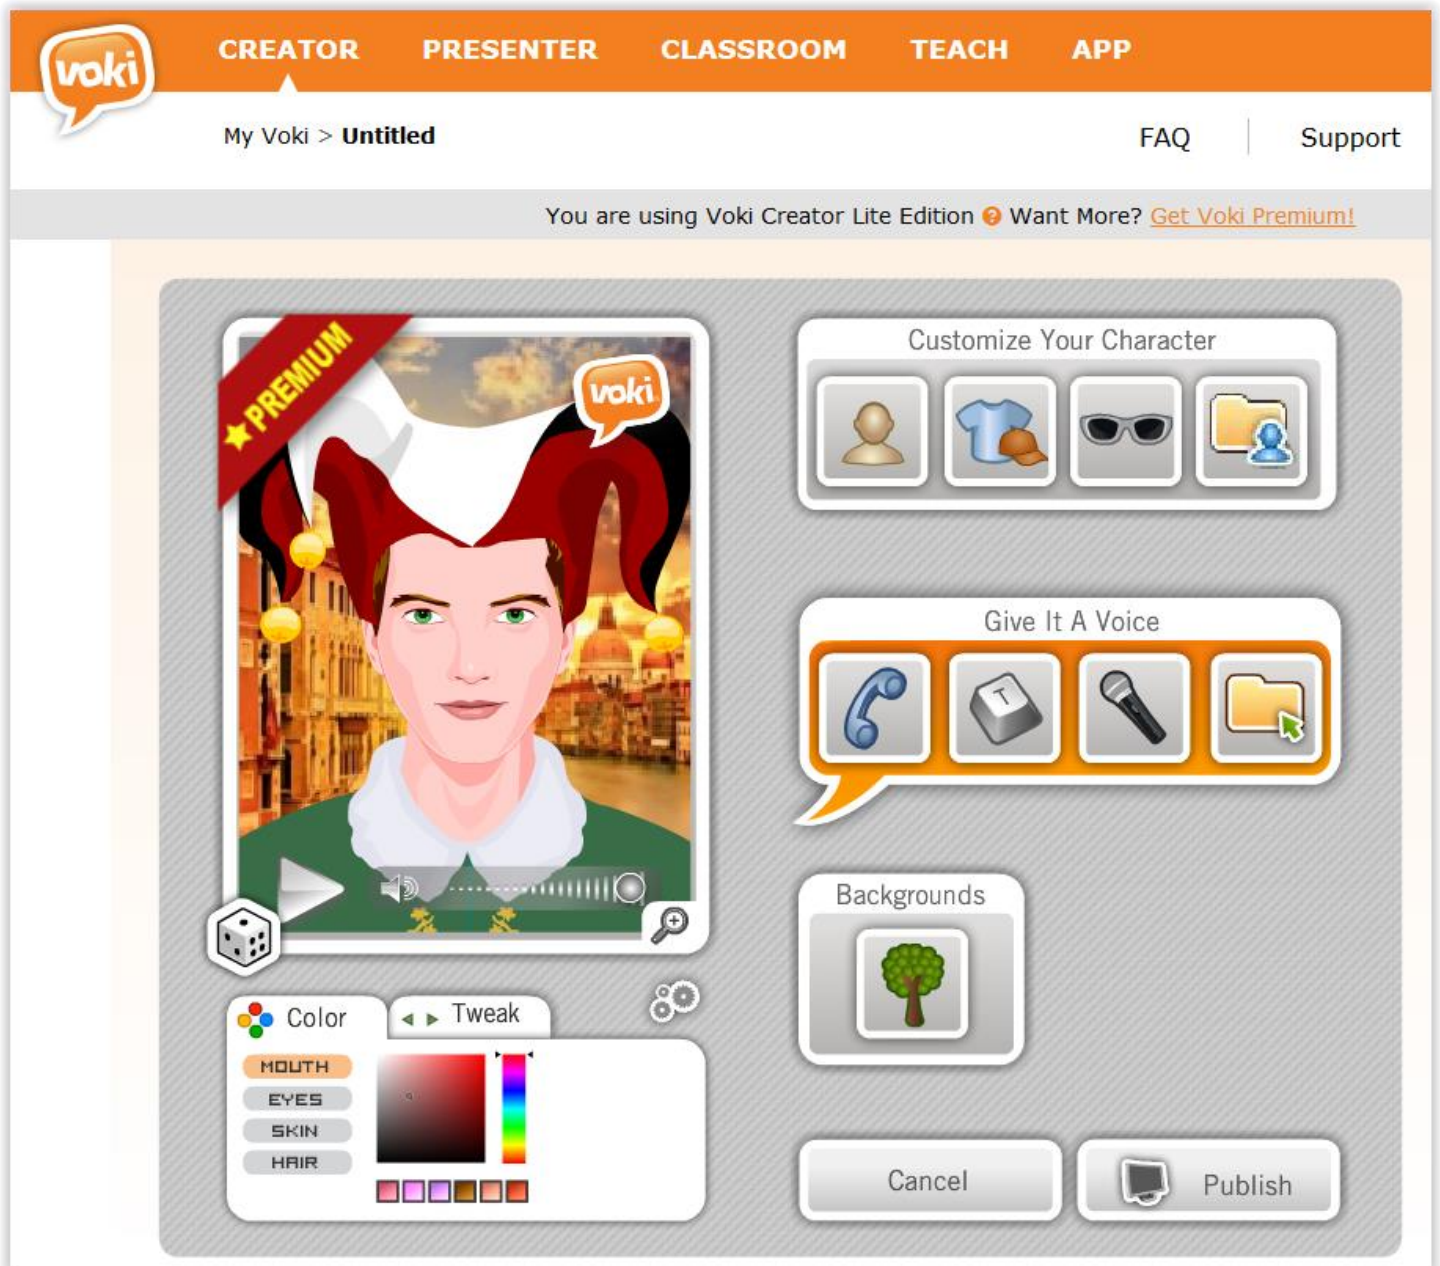 voki
CREATOR PRESENTER CLASSROOM TEACH APP
My Voki > Untitled
FAQ Support
You are using Voki Creator Lite Edition ? Want More? Get Voki Premium!
PREMIUM
voki
Customize Your Character
Give It A Voice
T
Backgrounds
Color
Tweak
MOUTH
EYES
SKIN
HAIR
Cancel
Publish